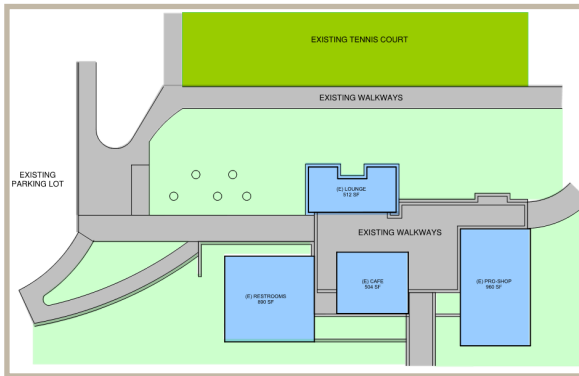 EXISTING TENNIS COURT
EXISTING WALKWAYS
EXISTING
PARKING LOT
(E) LOUNGE
512 SF
EXISTING WALKWAYS
(E) RESTROOMS
890 SF
(E) CAFE
504 SF
(E) PRO-SHOP
960 SF